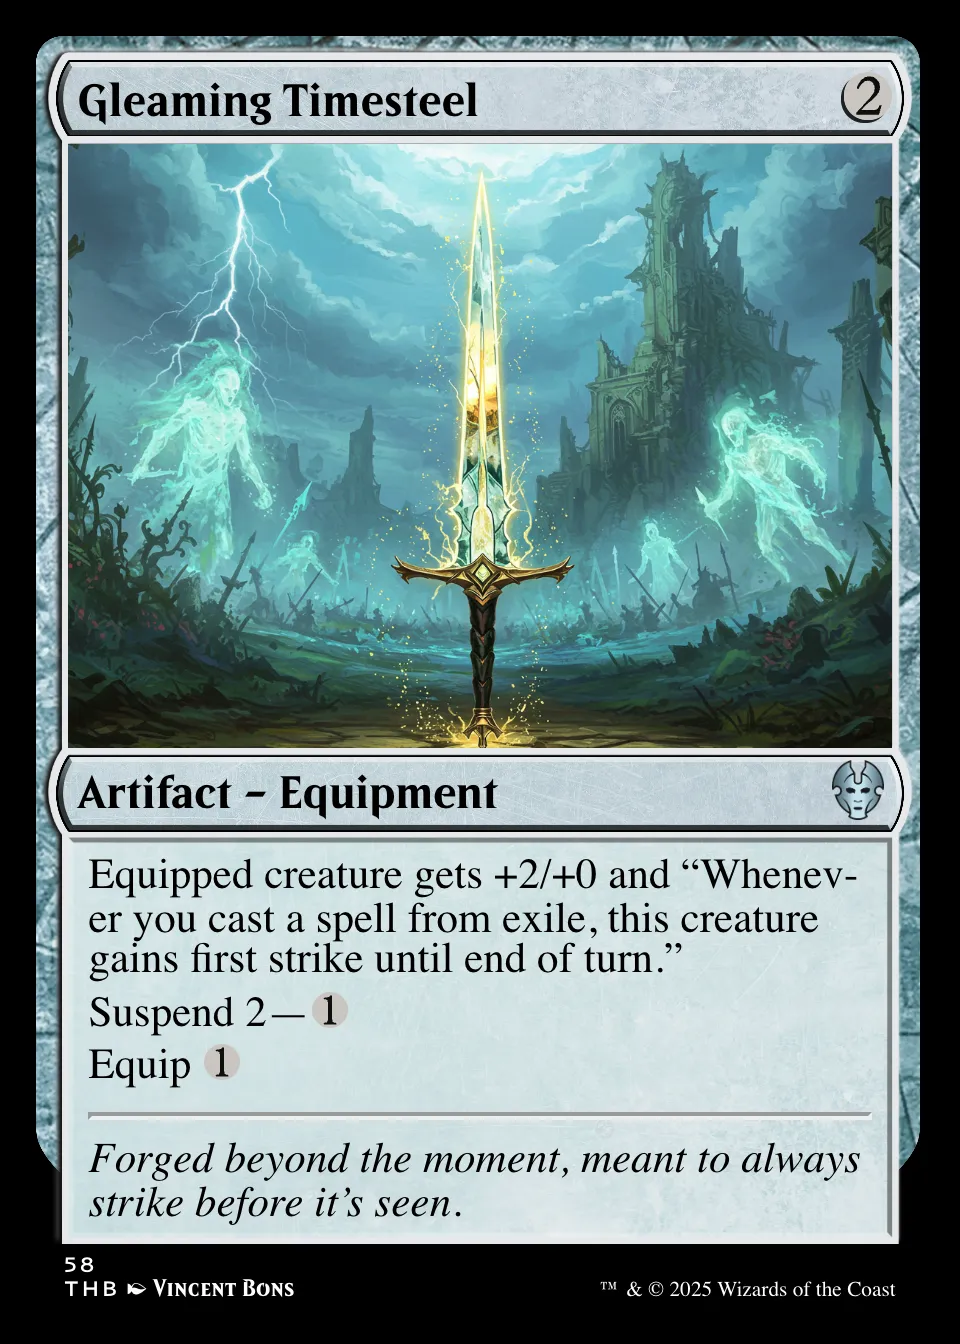 Gleaming Timesteel
2
Artifact – Equipment
Equipped creature gets +2/+0 and “Whenev-
er you cast a spell from exile, this creature
gains first strike until end of turn.”
Suspend 2—1
Equip 1
Forged beyond the moment, meant to always
strike before it’s seen.
58
THB VINCENT BONS
™ & © 2025 Wizards of the Coast